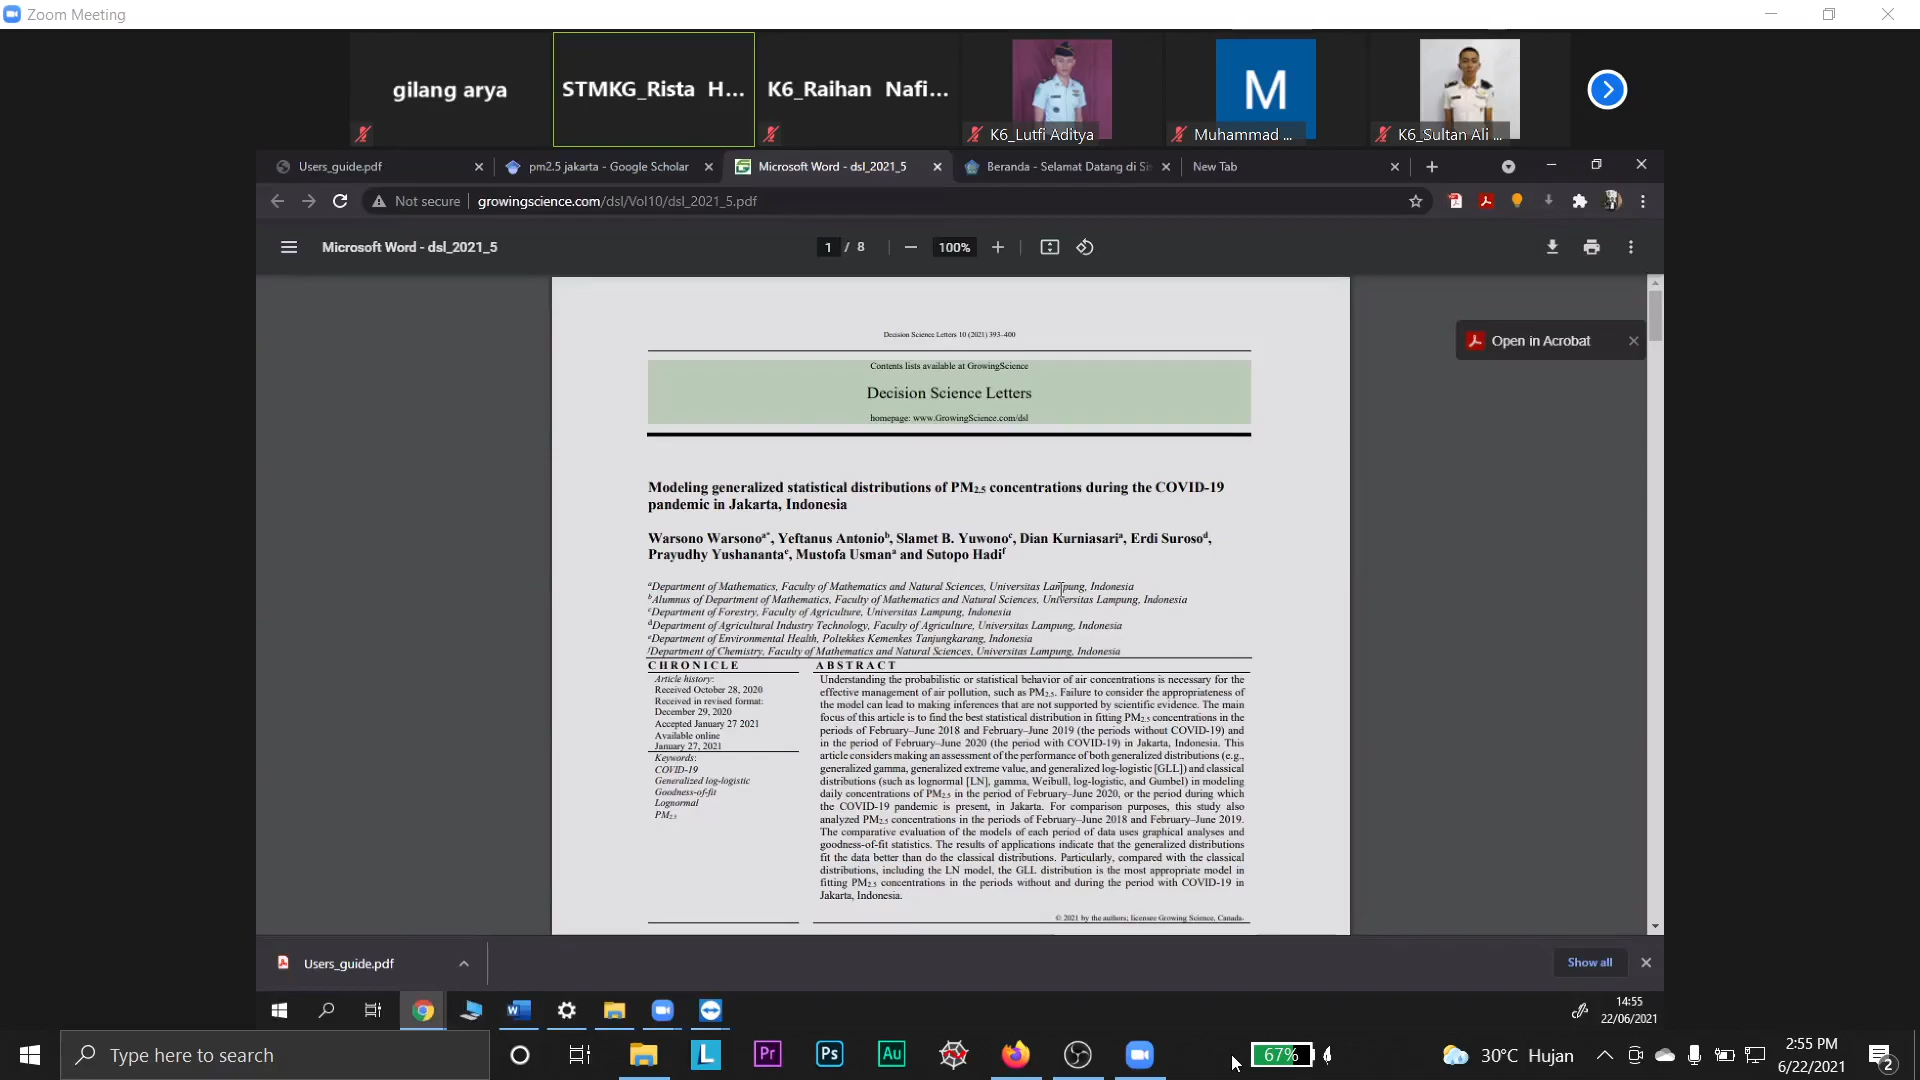 Zoom Meeting
gilang arya
STMKG_Rista H...
K6_Raihan Nafi...
K6_Lutfi Aditya
M
Muhammad ...
K6_Sultan Ali ...
Users_guide.pdf
pm2.5 jakarta - Google Scholar
Microsoft Word - dsl_2021_5
Beranda - Selamat Datang di Si
New Tab
Not secure
growingscience.com/dsl/Vol10/dsl_2021_5.pdf
Microsoft Word - dsl_2021_5
1 / 8
100%
Open in Acrobat
Decision Science Letters 10 (2021) 393–400
Contents lists available at GrowingScience
Decision Science Letters
homepage: www.GrowingScience.com/dsl
Modeling generalized statistical distributions of PM2.5 concentrations during the COVID-19
pandemic in Jakarta, Indonesia
Warsono Warsonoa*, Yeftanus Antoniob, Slamet B. Yuwonoc, Dian Kurniasaria, Erdi Surosod,
Prayudhy Yushanantae, Mustofa Usmana and Sutopo Hadif
aDepartment of Mathematics, Faculty of Mathematics and Natural Sciences, Universitas Lampung, Indonesia
bAlumnus of Department of Mathematics, Faculty of Mathematics and Natural Sciences, Universitas Lampung, Indonesia
cDepartment of Forestry, Faculty of Agriculture, Universitas Lampung, Indonesia
dDepartment of Agricultural Industry Technology, Faculty of Agriculture, Universitas Lampung, Indonesia
eDepartment of Environmental Health, Poltekkes Kemenkes Tanjungkarang, Indonesia
fDepartment of Chemistry, Faculty of Mathematics and Natural Sciences, Universitas Lampung, Indonesia
CHRONICLE
Article history:
Received October 28, 2020
Received in revised format:
December 29, 2020
Accepted January 27 2021
Available online
January 27, 2021
Keywords:
COVID-19
Generalized log-logistic
Goodness-of-fit
Lognormal
PM2.5
ABSTRACT
Understanding the probabilistic or statistical behavior of air concentrations is necessary for the
effective management of air pollution, such as PM2.5. Failure to consider the appropriateness of
the model can lead to making inferences that are not supported by scientific evidence. The main
focus of this article is to find the best statistical distribution in fitting PM2.5 concentrations in the
periods of February–June 2018 and February–June 2019 (the periods without COVID-19) and
in the period of February–June 2020 (the period with COVID-19) in Jakarta, Indonesia. This
article considers making an assessment of the performance of both generalized distributions (e.g.,
generalized gamma, generalized extreme value, and generalized log-logistic [GLL]) and classical
distributions (such as lognormal [LN], gamma, Weibull, log-logistic, and Gumbel) in modeling
daily concentrations of PM2.5 in the period of February–June 2020, or the period during which
the COVID-19 pandemic is present, in Jakarta. For comparison purposes, this study also
analyzed PM2.5 concentrations in the periods of February–June 2018 and February–June 2019.
The comparative evaluation of the models of each period of data uses graphical analyses and
goodness-of-fit statistics. The results of applications indicate that the generalized distributions
fit the data better than do the classical distributions. Particularly, compared with the classical
distributions, including the LN model, the GLL distribution is the most appropriate model in
fitting PM2.5 concentrations in the periods without and during the period with COVID-19 in
Jakarta, Indonesia.
© 2021 by the authors; licensee Growing Science, Canada.
Users_guide.pdf
Show all
14:55
22/06/2021
Type here to search
L
Pr
Ps
Au
67%
30°C Hujan
2:55 PM
6/22/2021
2